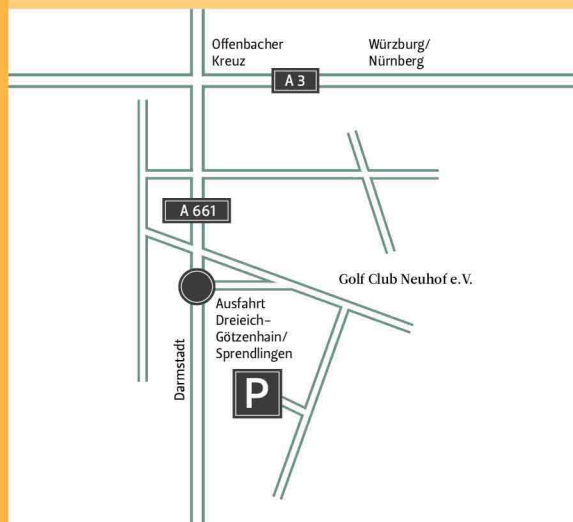 Offenbacher
Kreuz
Würzburg/
Nürnberg
A 3
A 661
Golf Club Neuhof e.V.
Ausfahrt
Dreieich-
Götzenhain/
Sprendlingen
Darmstadt
P